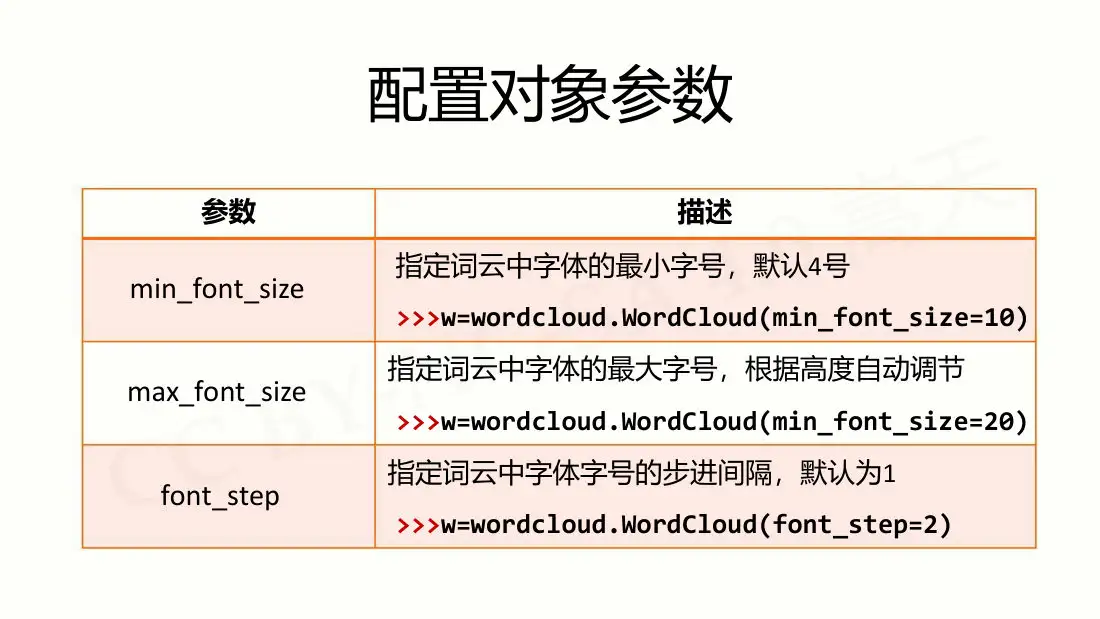 配置对象参数
参数 描述
min_font_size
指定词云中字体的最小字号，默认4号
>>>w=wordcloud.WordCloud(min_font_size=10)
max_font_size
指定词云中字体的最大字号，根据高度自动调节
>>>w=wordcloud.WordCloud(min_font_size=20)
font_step
指定词云中字体字号的步进间隔，默认为1
>>>w=wordcloud.WordCloud(font_step=2)